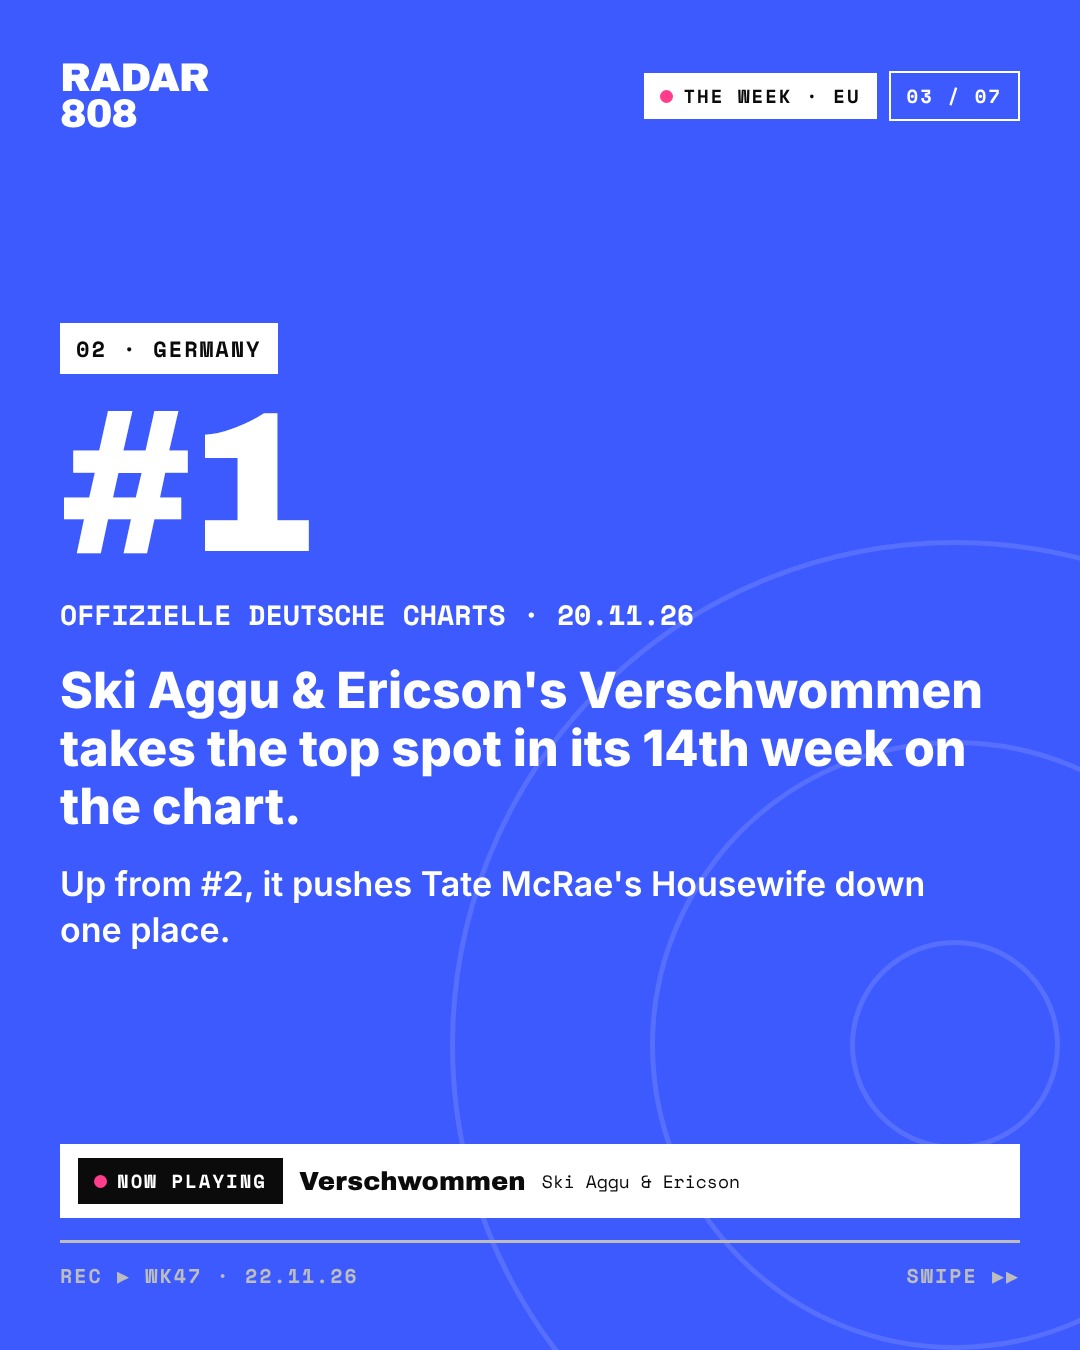 RADAR
808
THE WEEK · EU
03 / 07
02 · GERMANY
#1
OFFIZIELLE DEUTSCHE CHARTS · 20.11.26
Ski Aggu & Ericson's Verschwommen
takes the top spot in its 14th week on
the chart.
Up from #2, it pushes Tate McRae's Housewife down
one place.
NOW PLAYING Verschwommen Ski Aggu & Ericson
REC ▶ WK47 · 22.11.26
SWIPE ▶▶